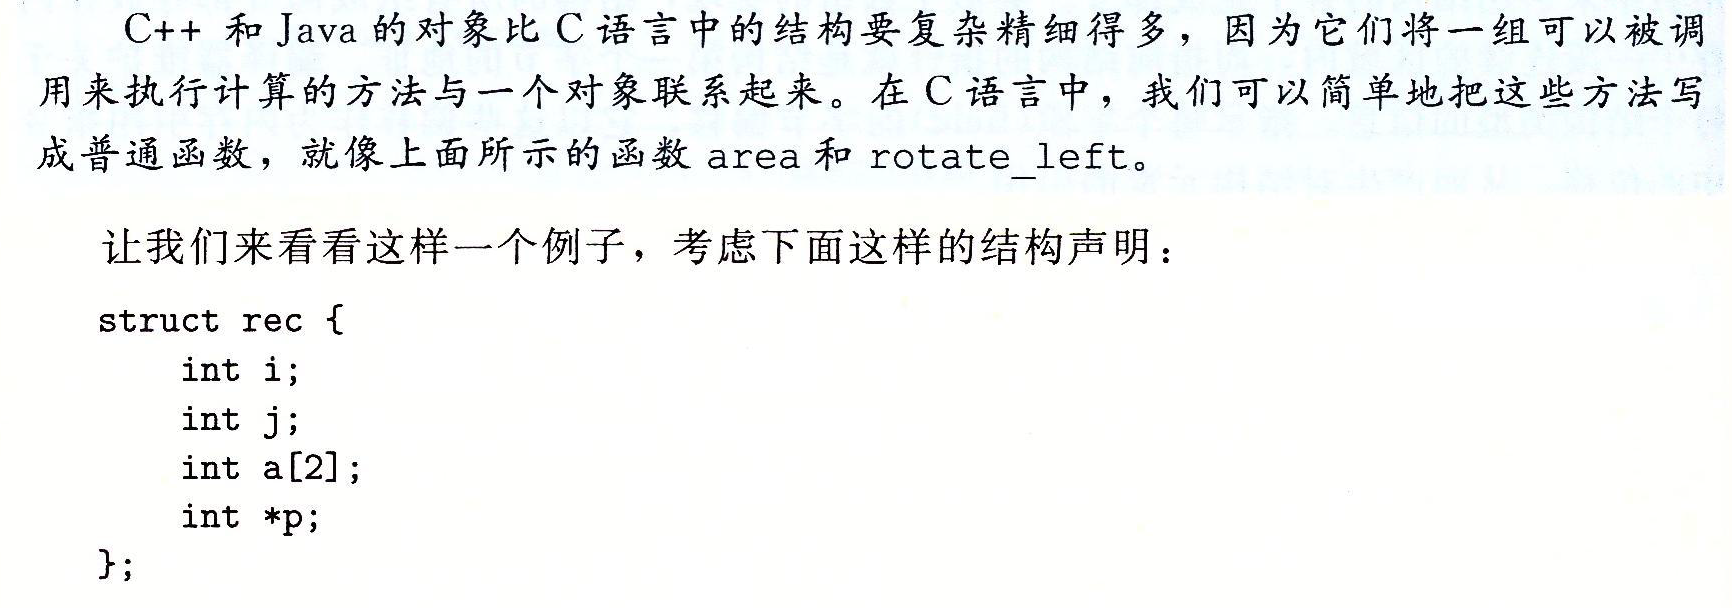 C++ 和 Java 的对象比 C 语言中的结构要复杂精细得多，因为它们将一组可以被调
用来执行计算的方法与一个对象联系起来。在 C 语言中，我们可以简单地把这些方法写
成普通函数，就像上面所示的函数 area 和 rotate_left。
让我们来看看这样一个例子，考虑下面这样的结构声明：
struct rec {
    int i;
    int j;
    int a[2];
    int *p;
};